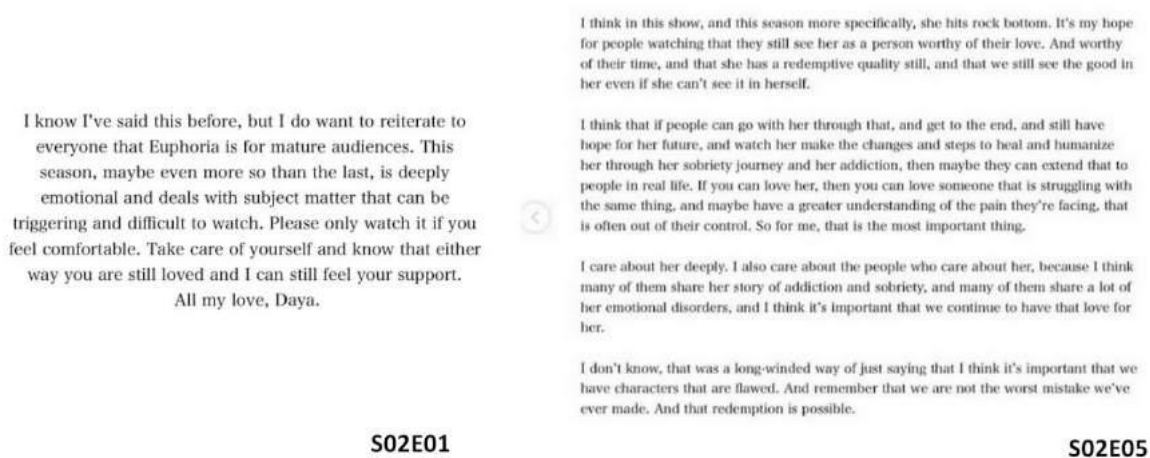 I know I've said this before, but I do want to reiterate to
everyone that Euphoria is for mature audiences. This
season, maybe even more so than the last, is deeply
emotional and deals with subject matter that can be
triggering and difficult to watch. Please only watch it if you
feel comfortable. Take care of yourself and know that either
way you are still loved and I can still feel your support.
All my love, Daya.
S02E01
I think in this show, and this season more specifically, she hits rock bottom. It's my hope
for people watching that they still see her as a person worthy of their love. And worthy
of their time, and that she has a redemptive quality still, and that we still see the good in
her even if she can't see it in herself.
I think that if people can go with her through that, and get to the end, and still have
hope for her future, and watch her make the changes and steps to heal and humanize
her through her sobriety journey and her addiction, then maybe they can extend that to
people in real life. If you can love her, then you can love someone that is struggling with
the same thing, and maybe have a greater understanding of the pain they're facing, that
is often out of their control. So for me, that is the most important thing.
I care about her deeply. I also care about the people who care about her, because I think
many of them share her story of addiction and sobriety, and many of them share a lot of
her emotional disorders, and I think it's important that we continue to have that love for
her.
I don't know, that was a long-winded way of just saying that I think it's important that we
have characters that are flawed. And remember that we are not the worst mistake we've
ever made. And that redemption is possible.
S02E05